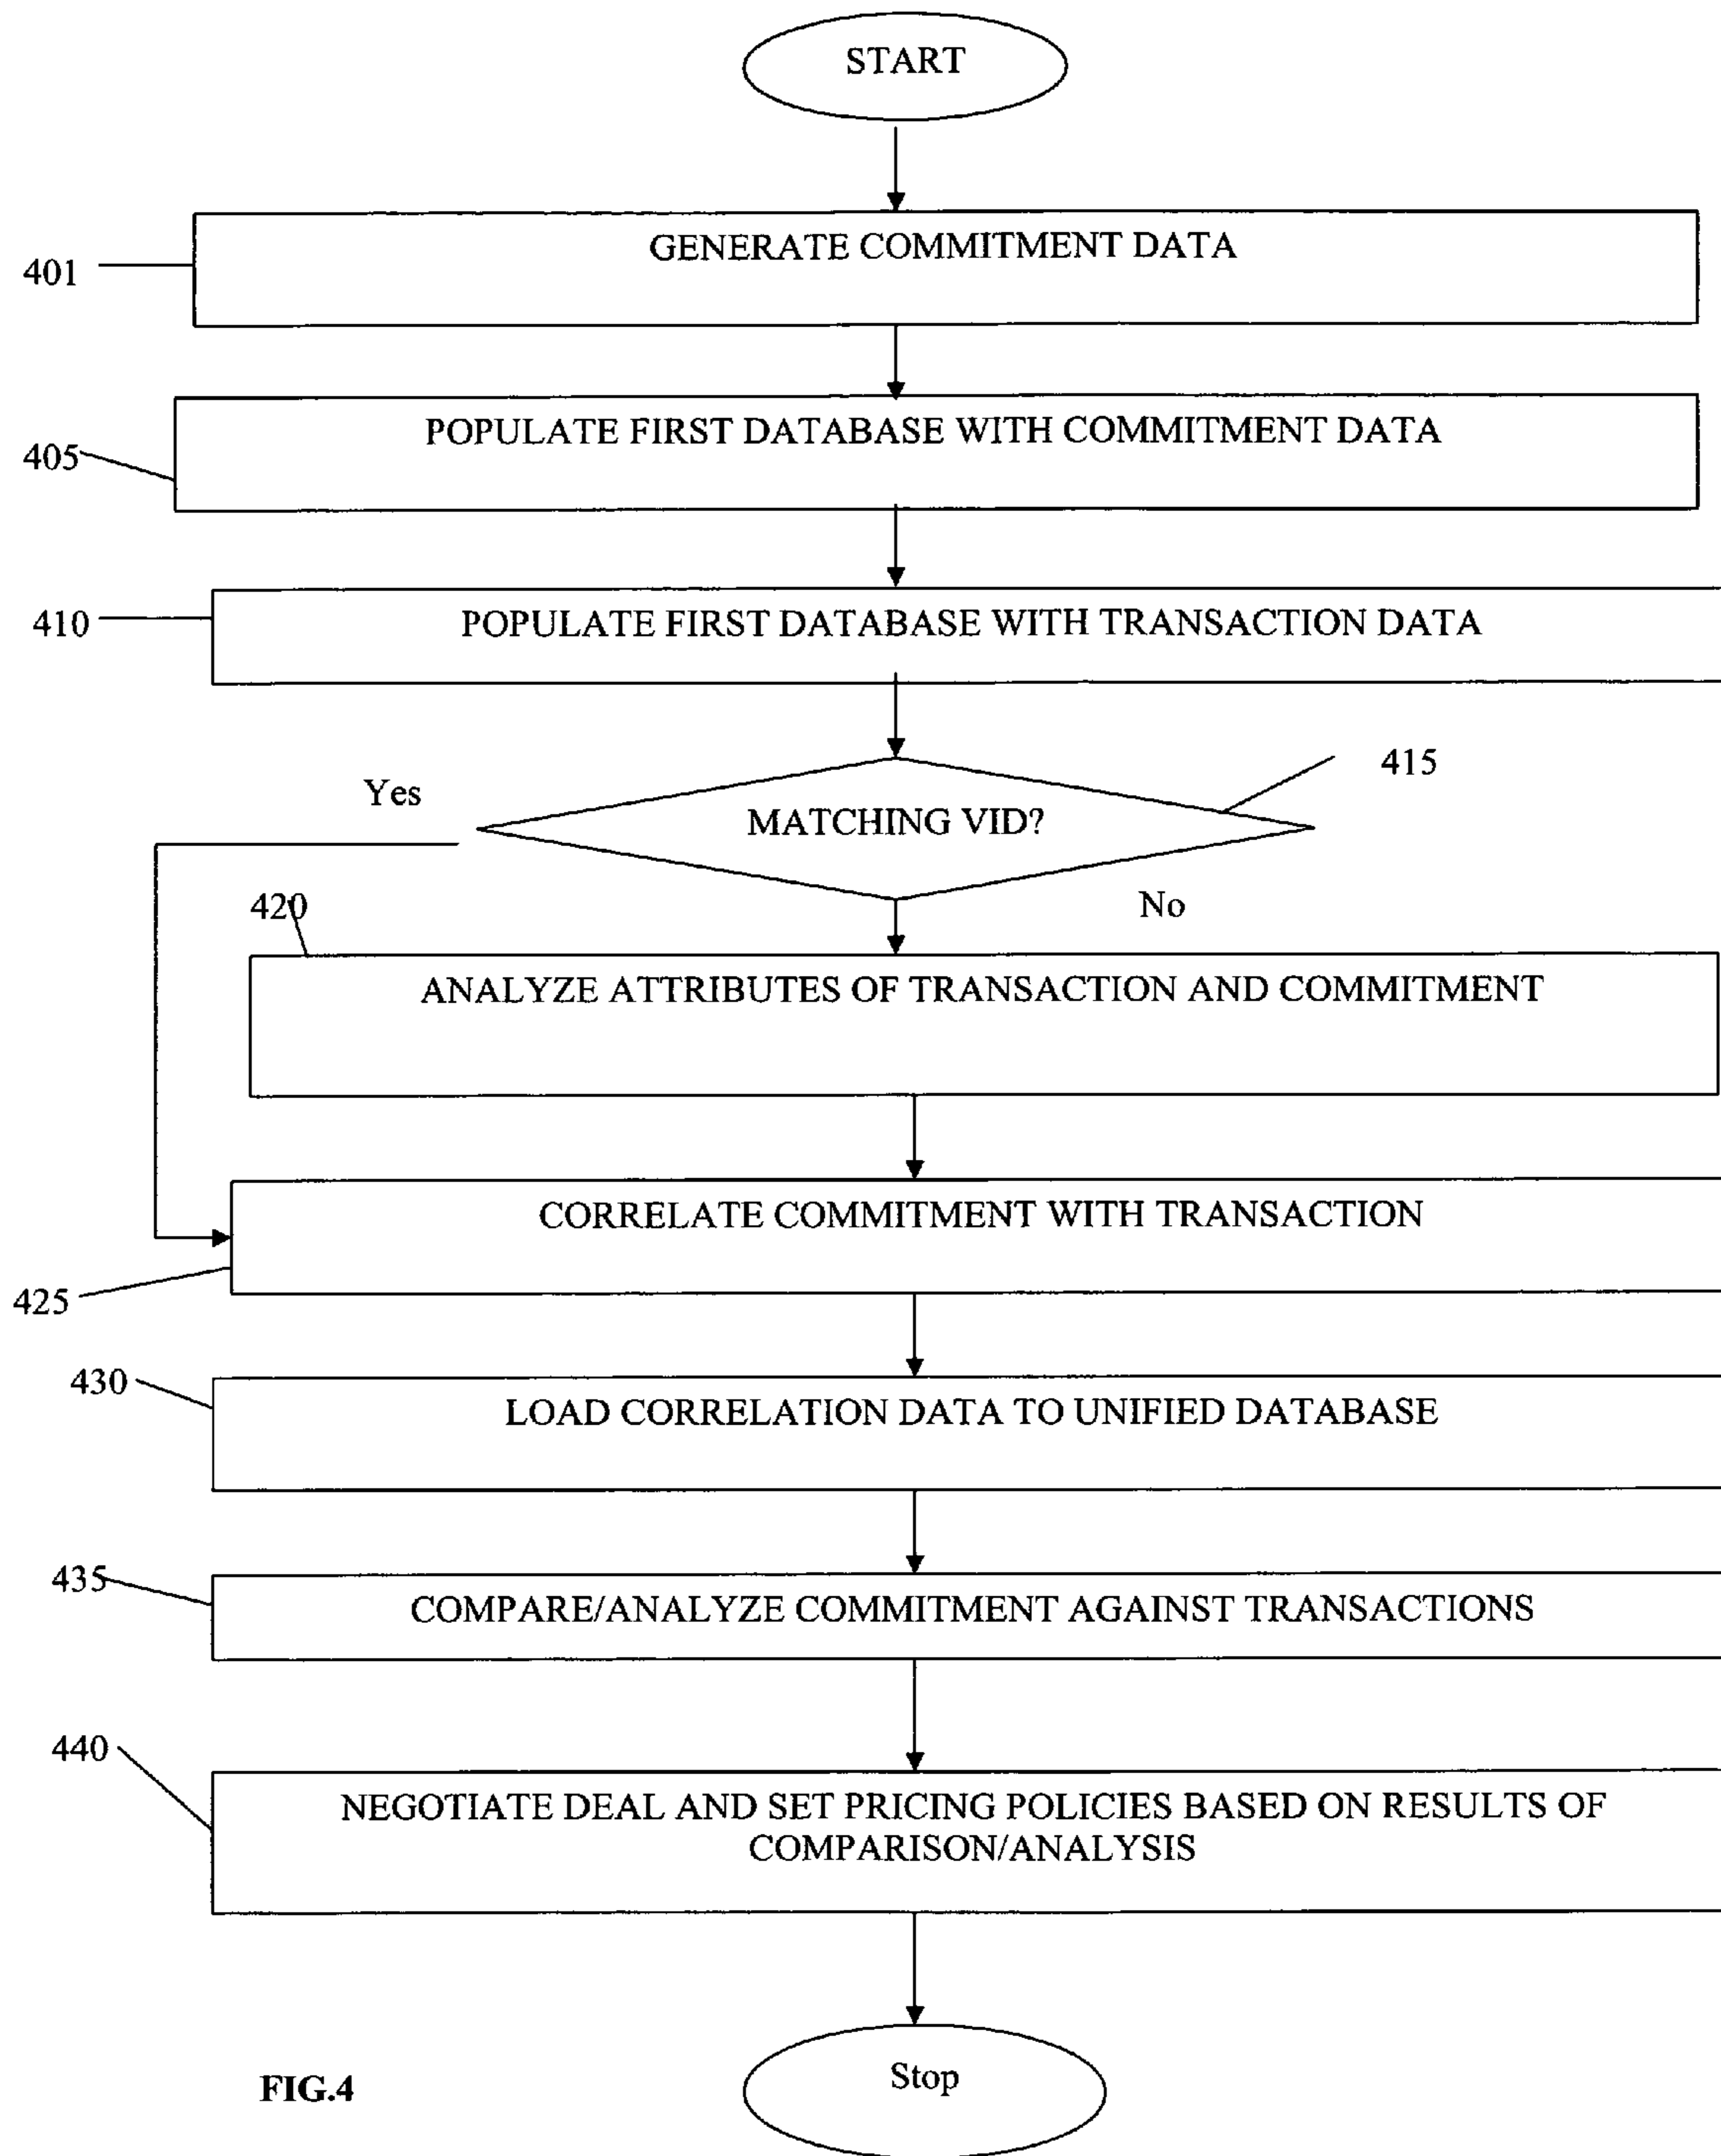 START
GENERATE COMMITMENT DATA
401
POPULATE FIRST DATABASE WITH COMMITMENT DATA
405
POPULATE FIRST DATABASE WITH TRANSACTION DATA
410
415
Yes
MATCHING VID?
No
420
ANALYZE ATTRIBUTES OF TRANSACTION AND COMMITMENT
CORRELATE COMMITMENT WITH TRANSACTION
425
430
LOAD CORRELATION DATA TO UNIFIED DATABASE
435
COMPARE/ANALYZE COMMITMENT AGAINST TRANSACTIONS
440
NEGOTIATE DEAL AND SET PRICING POLICIES BASED ON RESULTS OF
COMPARISON/ANALYSIS
Stop
FIG.4